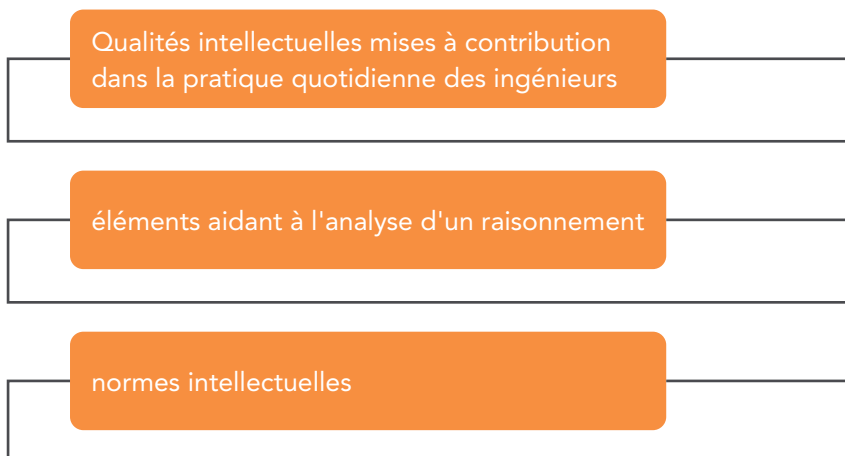 Qualités intellectuelles mises à contribution
dans la pratique quotidienne des ingénieurs
éléments aidant à l'analyse d'un raisonnement
normes intellectuelles